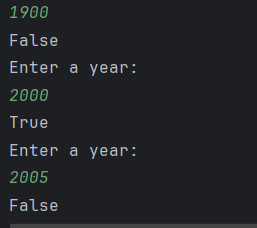 1900
False
Enter a year:
2000
True
Enter a year:
2005
False